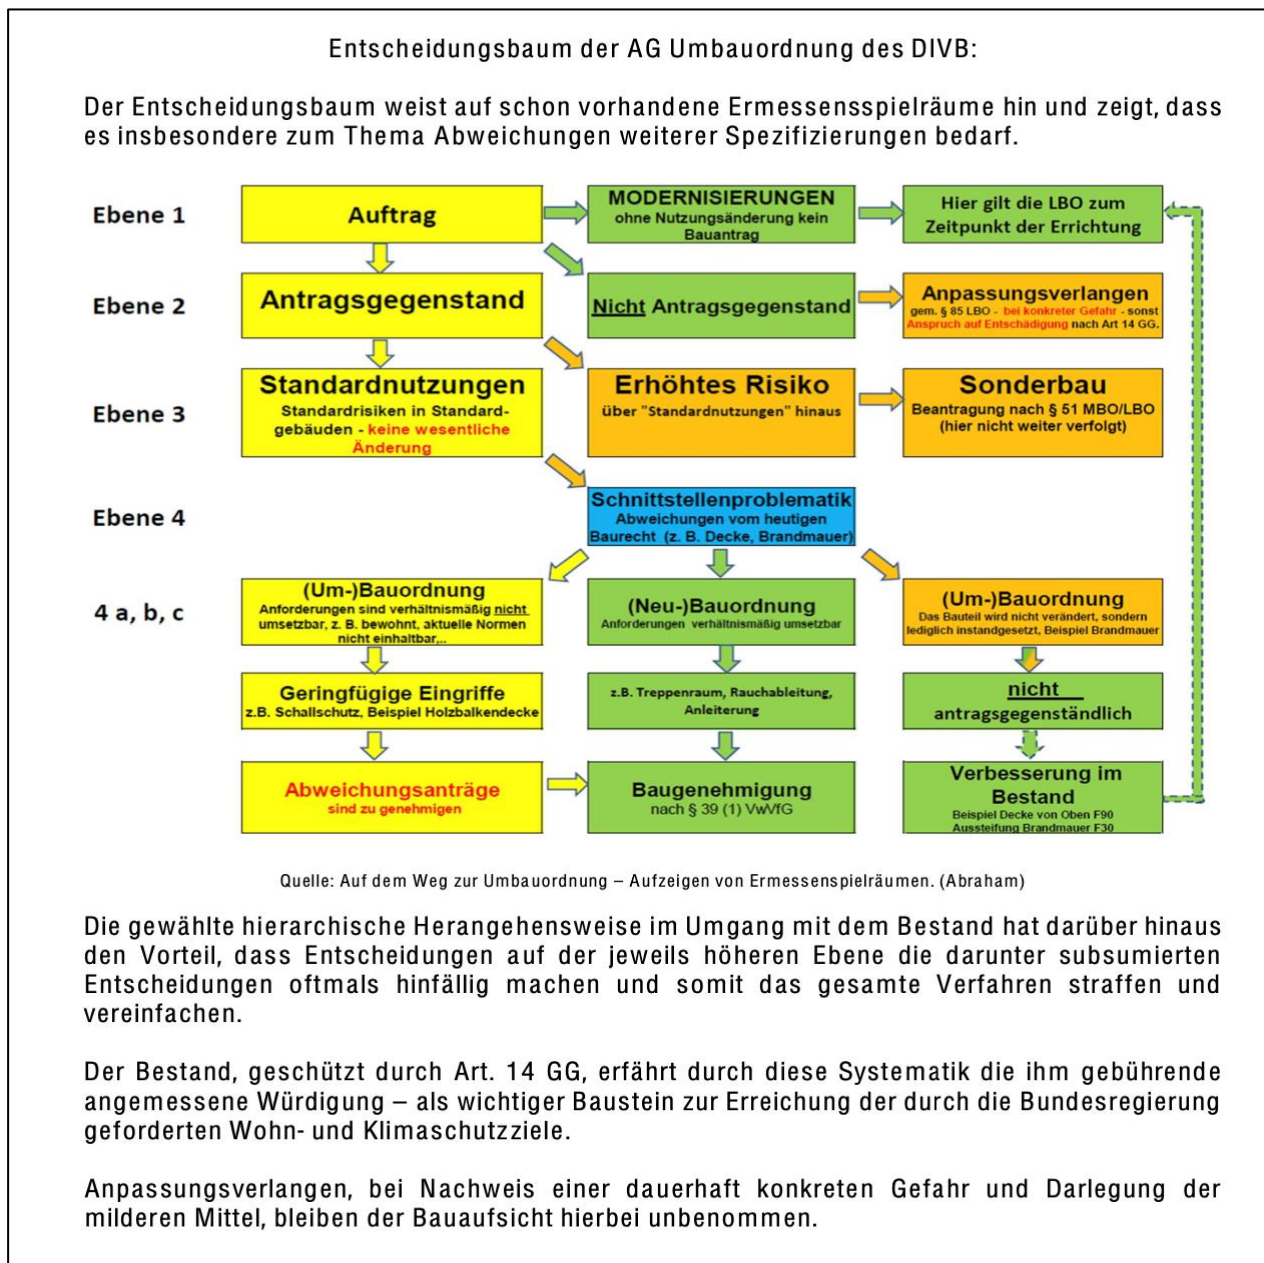 Entscheidungsbaum der AG Umbauordnung des DIVB:
Der Entscheidungsbaum weist auf schon vorhandene Ermessensspielräume hin und zeigt, dass
es insbesondere zum Thema Abweichungen weiterer Spezifizierungen bedarf.
Ebene 1
Auftrag
MODERNISIERUNGEN
ohne Nutzungsänderung kein
Bauantrag
Hier gilt die LBO zum
Zeitpunkt der Errichtung
Ebene 2
Antragsgegenstand
Nicht Antragsgegenstand
Anpassungsverlangen
gem. § 85 LBO - bei konkreter Gefahr - sonst
Anspruch auf Entschädigung nach Art 14 GG.
Ebene 3
Standardnutzungen
Standardrisiken in Standard-
gebäuden - keine wesentliche
Änderung
Erhöhtes Risiko
über "Standardnutzungen" hinaus
Sonderbau
Beantragung nach § 51 MBO/LBO
(hier nicht weiter verfolgt)
Ebene 4
Schnittstellenproblematik
Abweichungen vom heutigen
Baurecht (z. B. Decke, Brandmauer)
4 a, b, c
(Um-)Bauordnung
Anforderungen sind verhältnismäßig nicht
umsetzbar, z. B. bewohnt, aktuelle Normen
nicht einhaltbar,..
(Neu-)Bauordnung
Anforderungen verhältnismäßig umsetzbar
(Um-)Bauordnung
Das Bauteil wird nicht verändert, sondern
lediglich instandgesetzt, Beispiel Brandmauer
Geringfügige Eingriffe
z.B. Schallschutz, Beispiel Holzbalkendecke
z.B. Treppenraum, Rauchableitung,
Anleiterung
nicht
antragsgegenständlich
Abweichungsanträge
sind zu genehmigen
Baugenehmigung
nach § 39 (1) VwVfG
Verbesserung im
Bestand
Beispiel Decke von Oben F90
Aussteifung Brandmauer F30
Quelle: Auf dem Weg zur Umbauordnung – Aufzeigen von Ermessenspielräumen. (Abraham)
Die gewählte hierarchische Herangehensweise im Umgang mit dem Bestand hat darüber hinaus
den Vorteil, dass Entscheidungen auf der jeweils höheren Ebene die darunter subsumierten
Entscheidungen oftmals hinfällig machen und somit das gesamte Verfahren straffen und
vereinfachen.
Der Bestand, geschützt durch Art. 14 GG, erfährt durch diese Systematik die ihm gebührende
angemessene Würdigung – als wichtiger Baustein zur Erreichung der durch die Bundesregierung
geforderten Wohn- und Klimaschutzziele.
Anpassungsverlangen, bei Nachweis einer dauerhaft konkreten Gefahr und Darlegung der
milderen Mittel, bleiben der Bauaufsicht hierbei unbenommen.